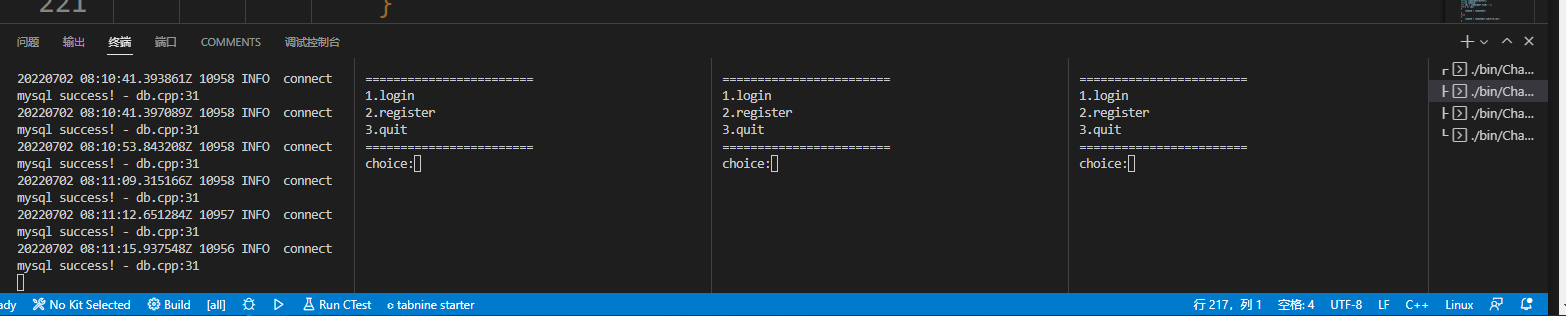 221
}
问题 输出 终端 端口 COMMENTS 调试控制台
20220702 08:10:41.393861Z 10958 INFO  connect
mysql success! - db.cpp:31
20220702 08:10:41.397089Z 10958 INFO  connect
mysql success! - db.cpp:31
20220702 08:10:53.843208Z 10958 INFO  connect
mysql success! - db.cpp:31
20220702 08:11:09.315166Z 10958 INFO  connect
mysql success! - db.cpp:31
20220702 08:11:12.651284Z 10957 INFO  connect
mysql success! - db.cpp:31
20220702 08:11:15.937548Z 10956 INFO  connect
mysql success! - db.cpp:31
========================
1.login
2.register
3.quit
========================
choice:
========================
1.login
2.register
3.quit
========================
choice:
========================
1.login
2.register
3.quit
========================
choice:
./bin/Cha...
./bin/Cha...
./bin/Cha...
./bin/Cha...
ady No Kit Selected Build [all] Run CTest tabnine starter 行 217，列 1 空格: 4 UTF-8 LF C++ Linux